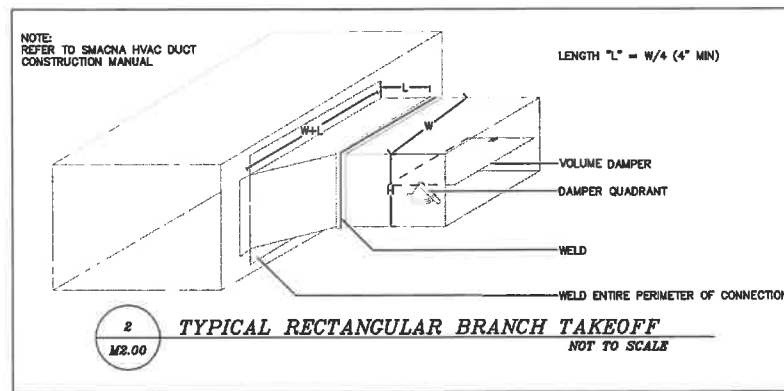 NOTE:
REFER TO SMACNA HVAC DUCT
CONSTRUCTION MANUAL
LENGTH "L" = W/4 (4" MIN)
L
W+L
W
H
VOLUME DAMPER
DAMPER QUADRANT
WELD
WELD ENTIRE PERIMETER OF CONNECTION
2
M2.00
TYPICAL RECTANGULAR BRANCH TAKEOFF
NOT TO SCALE